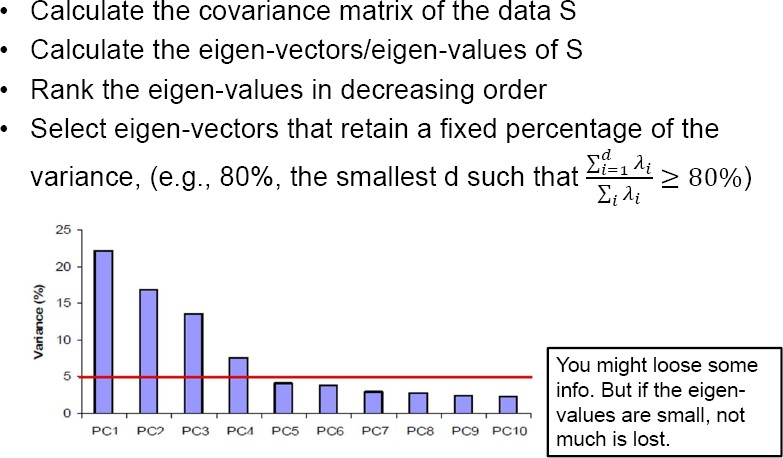 • Calculate the covariance matrix of the data S
• Calculate the eigen-vectors/eigen-values of S
• Rank the eigen-values in decreasing order
• Select eigen-vectors that retain a fixed percentage of the
variance, (e.g., 80%, the smallest d such that \frac{\sum_{i=1}^{d} \lambda_i}{\sum_i \lambda_i} ≥ 80%)
25
20
15
10
5
0
Variance (%)
PC1 PC2 PC3 PC4 PC5 PC6 PC7 PC8 PC9 PC10
You might loose some
info. But if the eigen-
values are small, not
much is lost.